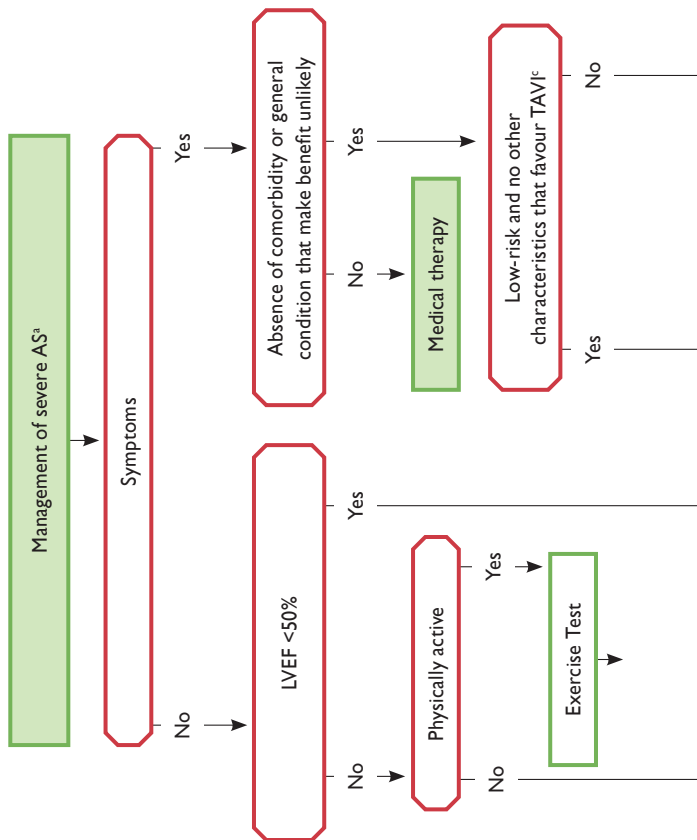 Management of severe ASᵃ
Symptoms
No
Yes
LVEF <50%
Absence of comorbidity or general
condition that make benefit unlikely
No
Yes
No
Yes
Physically active
Medical therapy
No
Yes
Low-risk and no other
characteristics that favour TAVIᶜ
Exercise Test
Yes
No